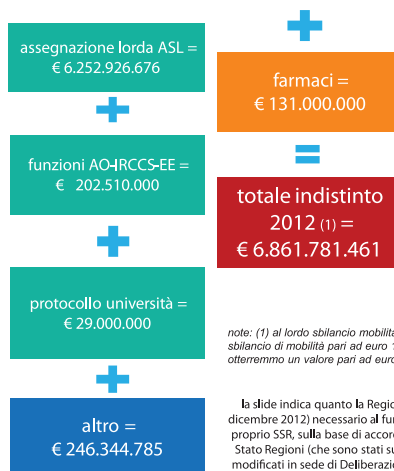 assegnazione lorda ASL =
€ 6.252.926.676
+
funzioni AO-IRCCS-EE =
€ 202.510.000
+
protocollo università =
€ 29.000.000
+
altro =
€ 246.344.785
+
farmaci =
€ 131.000.000
=
totale indistinto
2012 (1) =
€ 6.861.781.461
note: (1) al lordo sbilancio mobilità
sbilancio di mobilità pari ad euro
otterremmo un valore pari ad euro
la slide indica quanto la Regio
dicembre 2012) necessario al fu
proprio SSR, sulla base di accor
Stato Regioni (che sono stati su
modificati in sede di Deliberazio